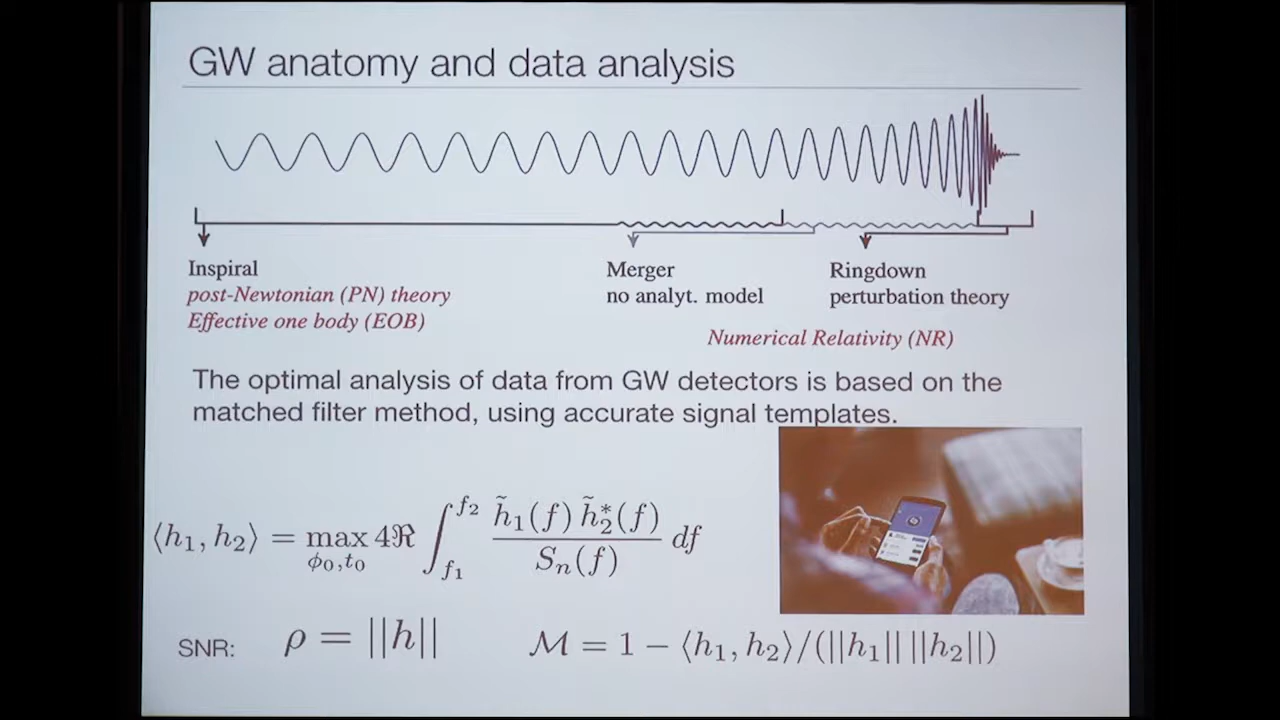 GW anatomy and data analysis
Inspiral
post-Newtonian (PN) theory
Effective one body (EOB)
Merger
no analyt. model
Ringdown
perturbation theory
Numerical Relativity (NR)
The optimal analysis of data from GW detectors is based on the
matched filter method, using accurate signal templates.
⟨h₁, h₂⟩ = max_{ϕ₀,t₀} 4ℜ ∫_{f₁}^{f₂} h̃₁(f) h̃₂*(f) / Sₙ(f) df
SNR: ρ = ||h||
ℳ = 1 − ⟨h₁, h₂⟩/(||h₁|| ||h₂||)